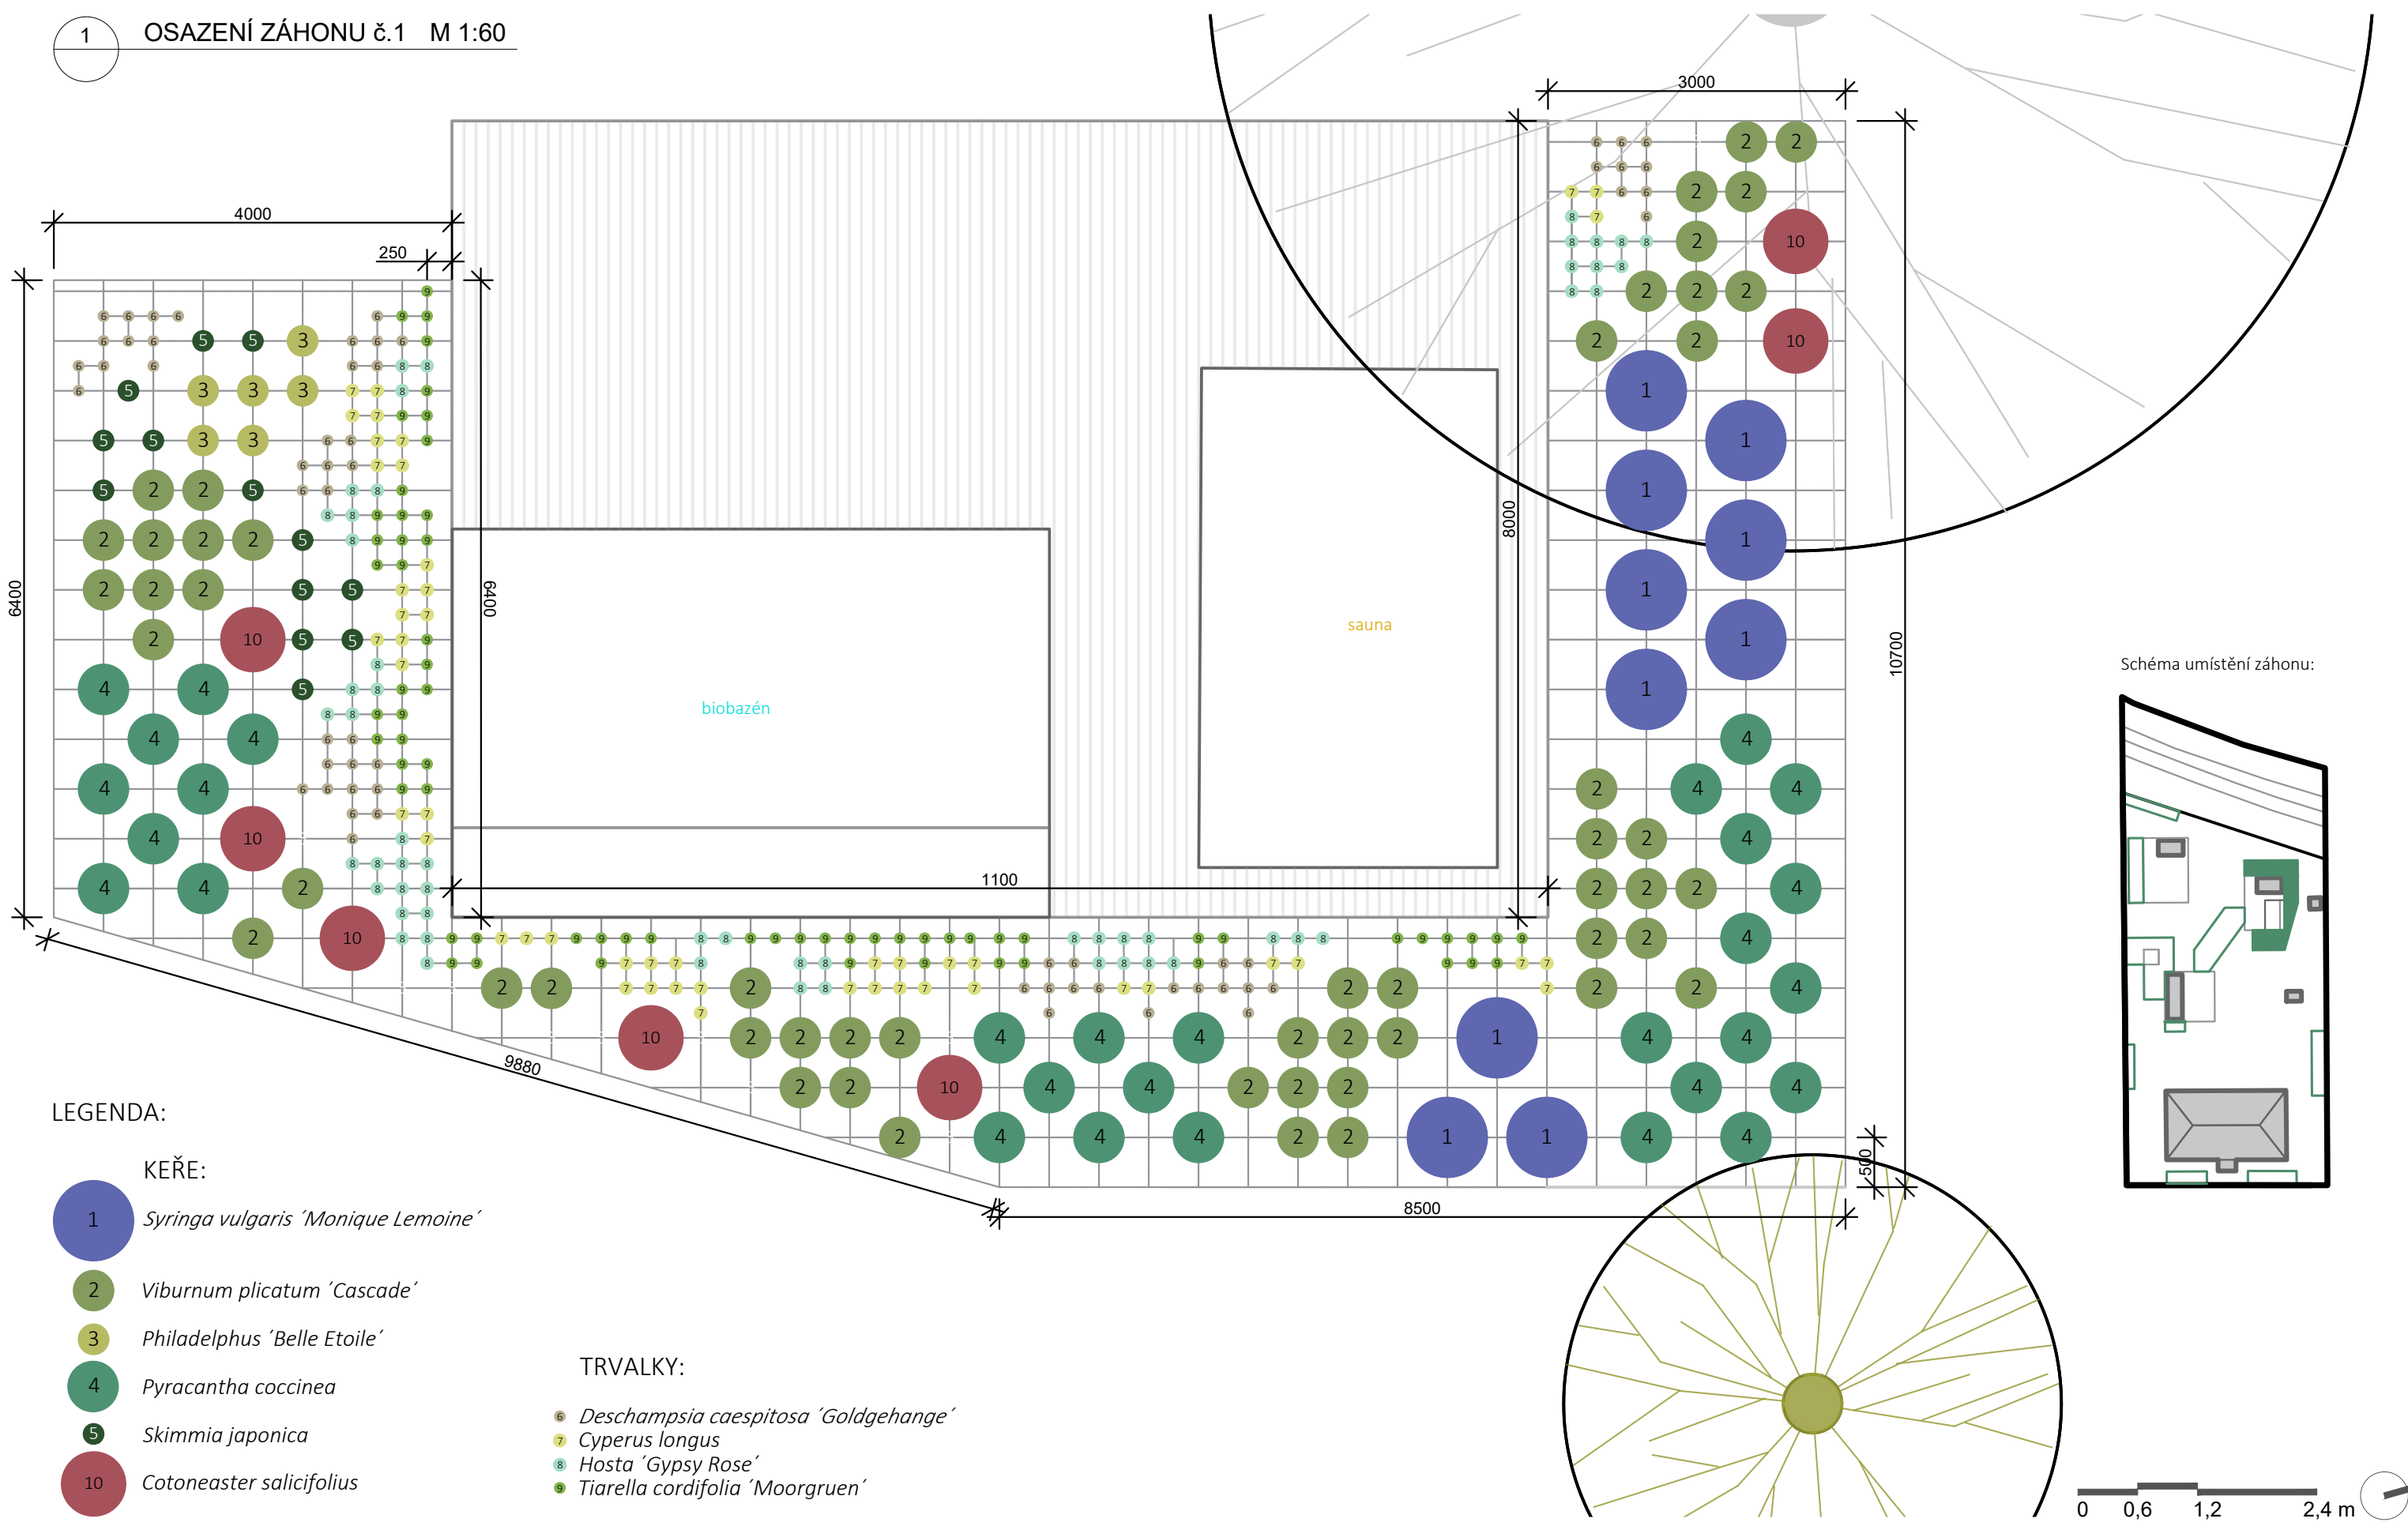 1 OSAZENÍ ZÁHONU č.1 M 1:60
3000
4000
250
6400
6400
8000
10700
sauna
biobazén
1100
9880
8500
500
Schéma umístění záhonu:
LEGENDA:
KEŘE:
1 Syringa vulgaris ´Monique Lemoine´
2 Viburnum plicatum ´Cascade´
3 Philadelphus ´Belle Etoile´
4 Pyracantha coccinea
5 Skimmia japonica
10 Cotoneaster salicifolius
TRVALKY:
6 Deschampsia caespitosa ´Goldgehange´
7 Cyperus longus
8 Hosta ´Gypsy Rose´
9 Tiarella cordifolia ´Moorgruen´
0 0,6 1,2 2,4 m